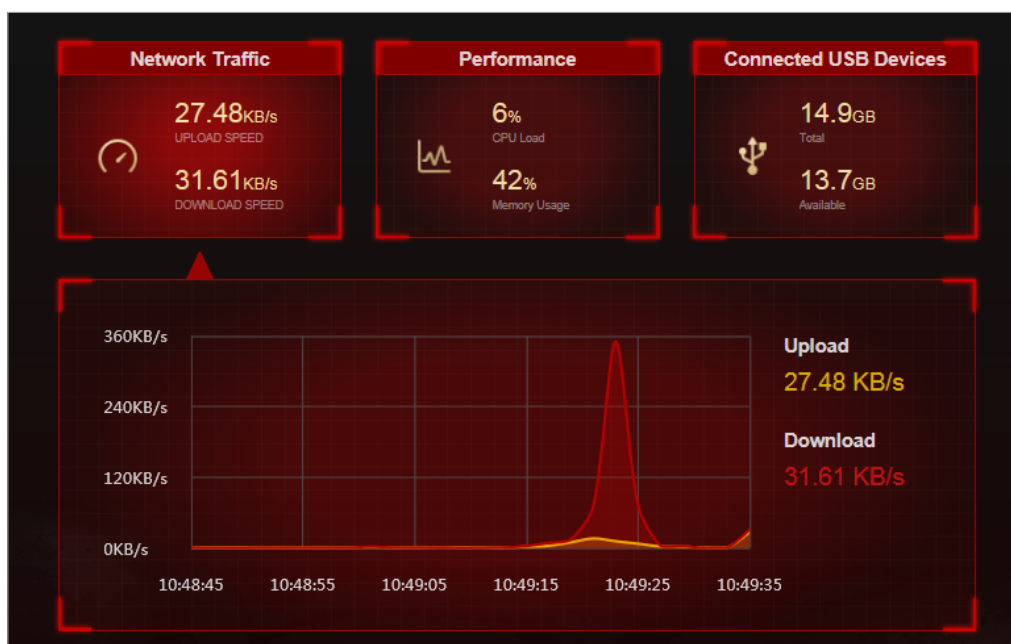 Network Traffic
27.48KB/s
UPLOAD SPEED
31.61KB/s
DOWNLOAD SPEED
Performance
6%
CPU Load
42%
Memory Usage
Connected USB Devices
14.9GB
Total
13.7GB
Available
360KB/s
240KB/s
120KB/s
0KB/s
10:48:45 10:48:55 10:49:05 10:49:15 10:49:25 10:49:35
Upload
27.48 KB/s
Download
31.61 KB/s